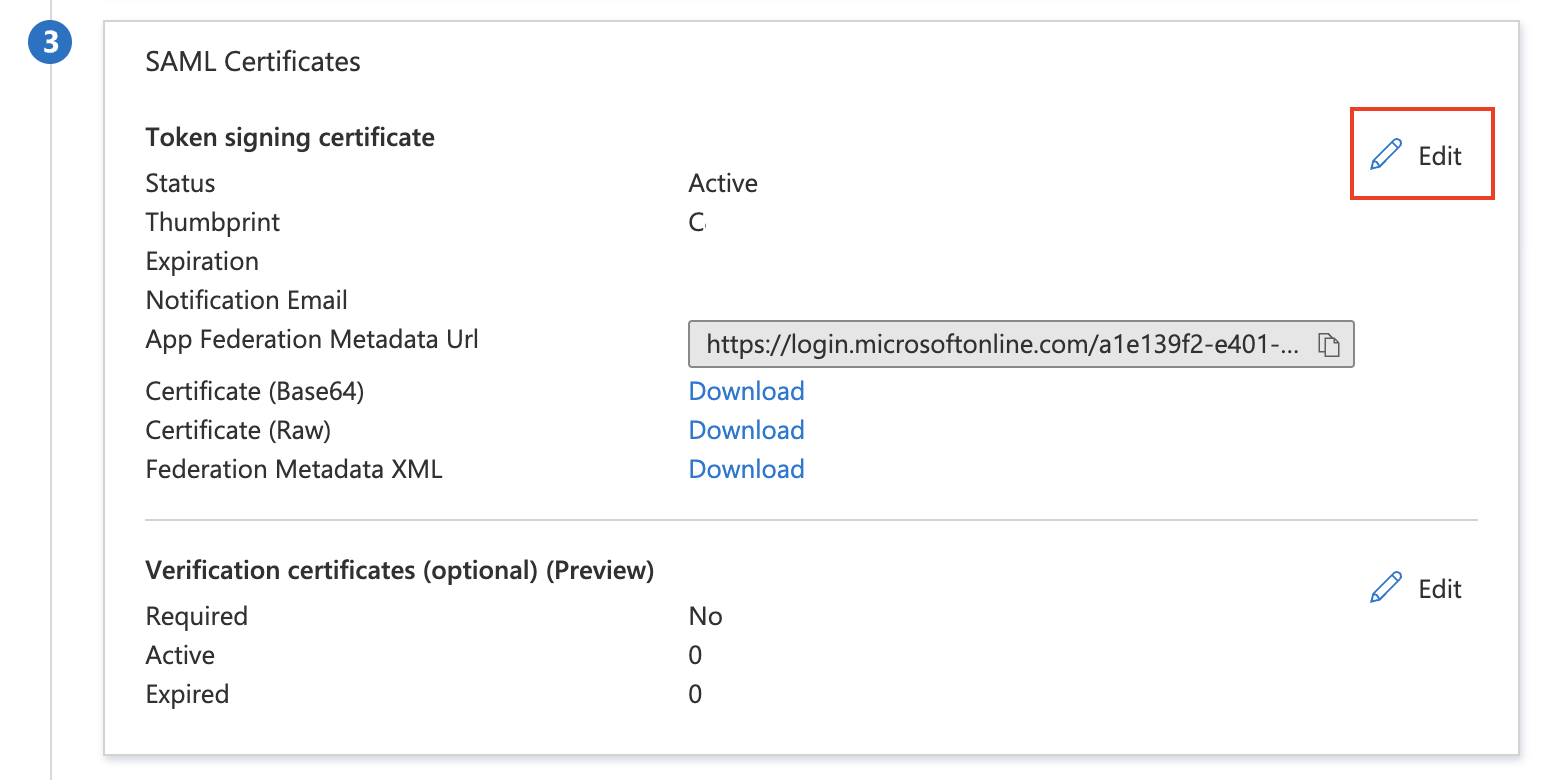 3
SAML Certificates
Token signing certificate
Edit
Status Active
Thumbprint
Expiration
Notification Email
App Federation Metadata Url https://login.microsoftonline.com/a1e139f2-e401-...
Certificate (Base64) Download
Certificate (Raw) Download
Federation Metadata XML Download
Verification certificates (optional) (Preview)
Edit
Required No
Active 0
Expired 0